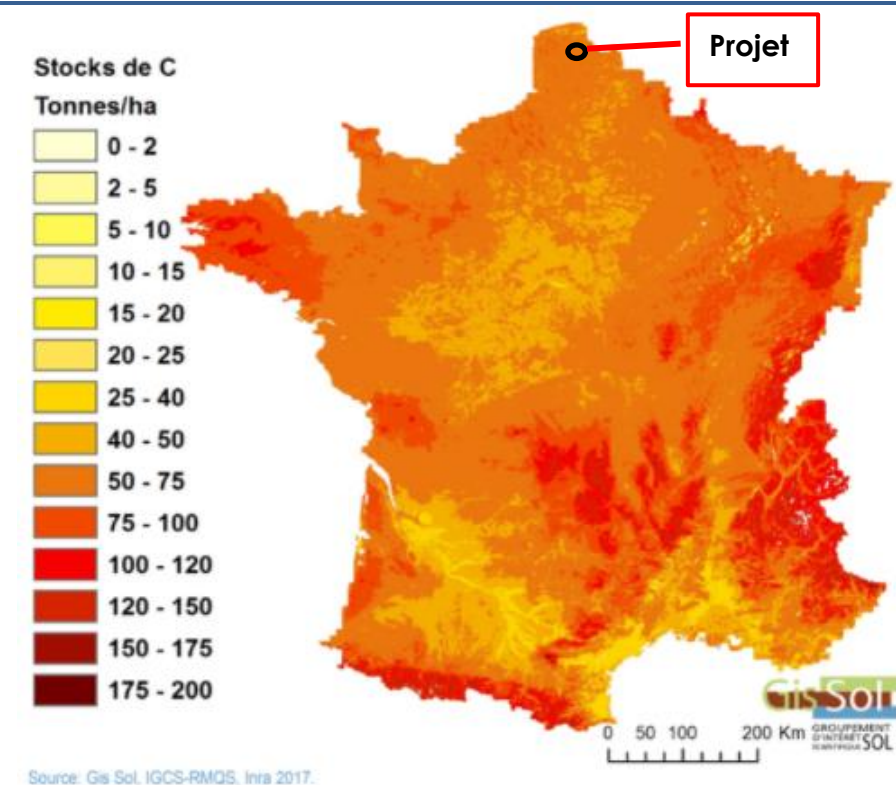 Projet
Stocks de C
Tonnes/ha
0 - 2
2 - 5
5 - 10
10 - 15
15 - 20
20 - 25
25 - 40
40 - 50
50 - 75
75 - 100
100 - 120
120 - 150
150 - 175
175 - 200
Gis Sol
0 50 100 200 Km
GROUPEMENT
D'INTÉRÊT
SCIENTIFIQUE SOL
Source: Gis Sol, IGCS-RMQS, Inra 2017.